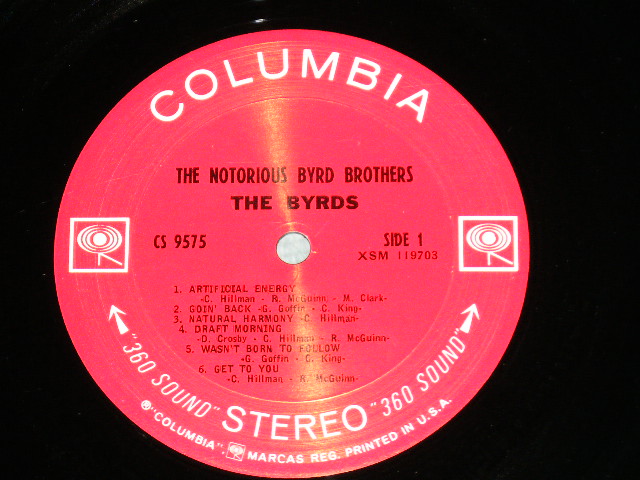 COLUMBIA
THE NOTORIOUS BYRD BROTHERS
THE BYRDS
CS 9575
SIDE 1
XSM 119703
1. ARTIFICIAL ENERGY
-C. Hillman - R. McGuinn - M. Clark-
2. GOIN' BACK -G. Goffin - C. King-
3. NATURAL HARMONY -C. Hillman-
4. DRAFT MORNING
-D. Crosby - C. Hillman - R. McGuinn-
5. WASN'T BORN TO FOLLOW
-G. Goffin - C. King-
6. GET TO YOU
-C. Hillman - R. McGuinn-
"360 SOUND" STEREO "360 SOUND"
® "COLUMBIA", MARCAS REG. PRINTED IN U.S.A.